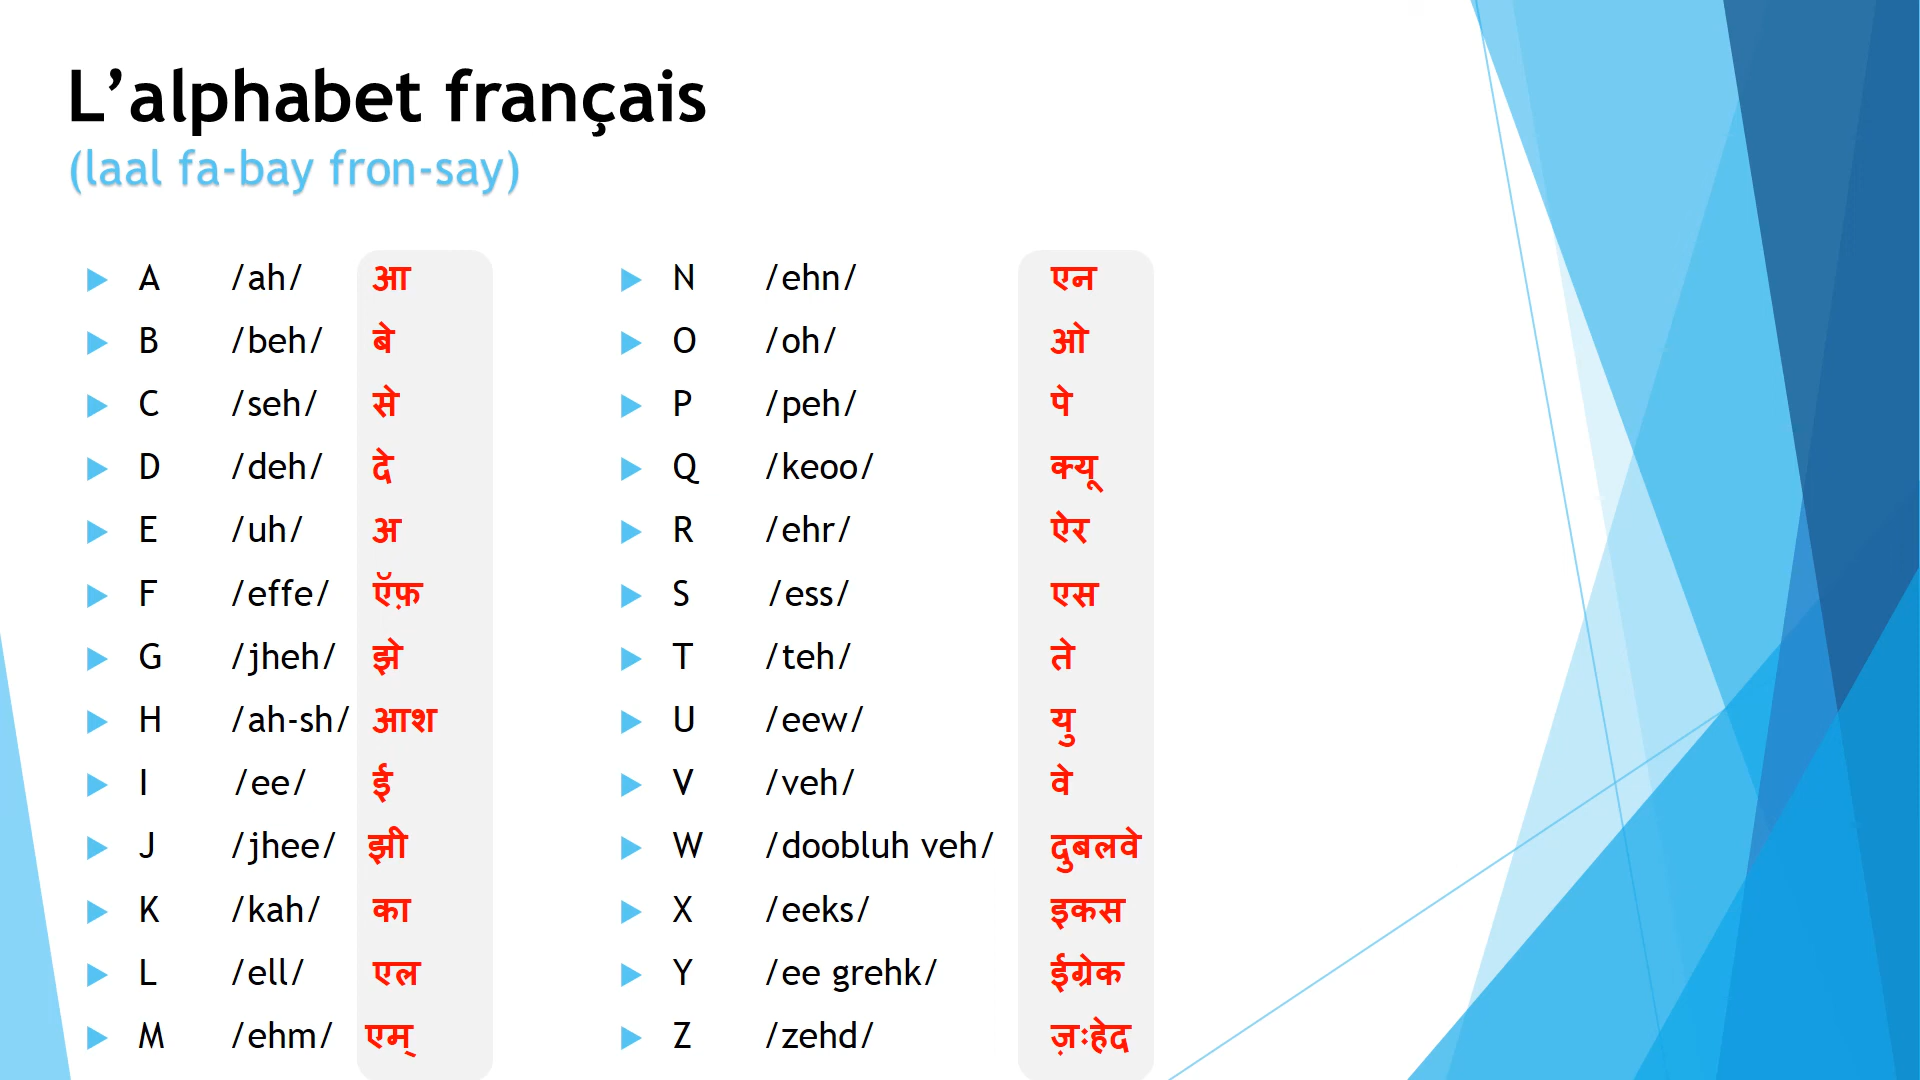 L’alphabet français
(laal fa-bay fron-say)
A /ah/ आ
B /beh/ बे
C /seh/ से
D /deh/ दे
E /uh/ अ
F /effe/ ऍफ़
G /jheh/ झे
H /ah-sh/ आश
I /ee/ ई
J /jhee/ झी
K /kah/ का
L /ell/ एल
M /ehm/ एम्
N /ehn/ एन
O /oh/ ओ
P /peh/ पे
Q /keoo/ क्यू
R /ehr/ ऐर
S /ess/ एस
T /teh/ ते
U /eew/ यु
V /veh/ वे
W /doobluh veh/ दुबलवे
X /eeks/ इकस
Y /ee grehk/ ईग्रेक
Z /zehd/ ज़ःहेद